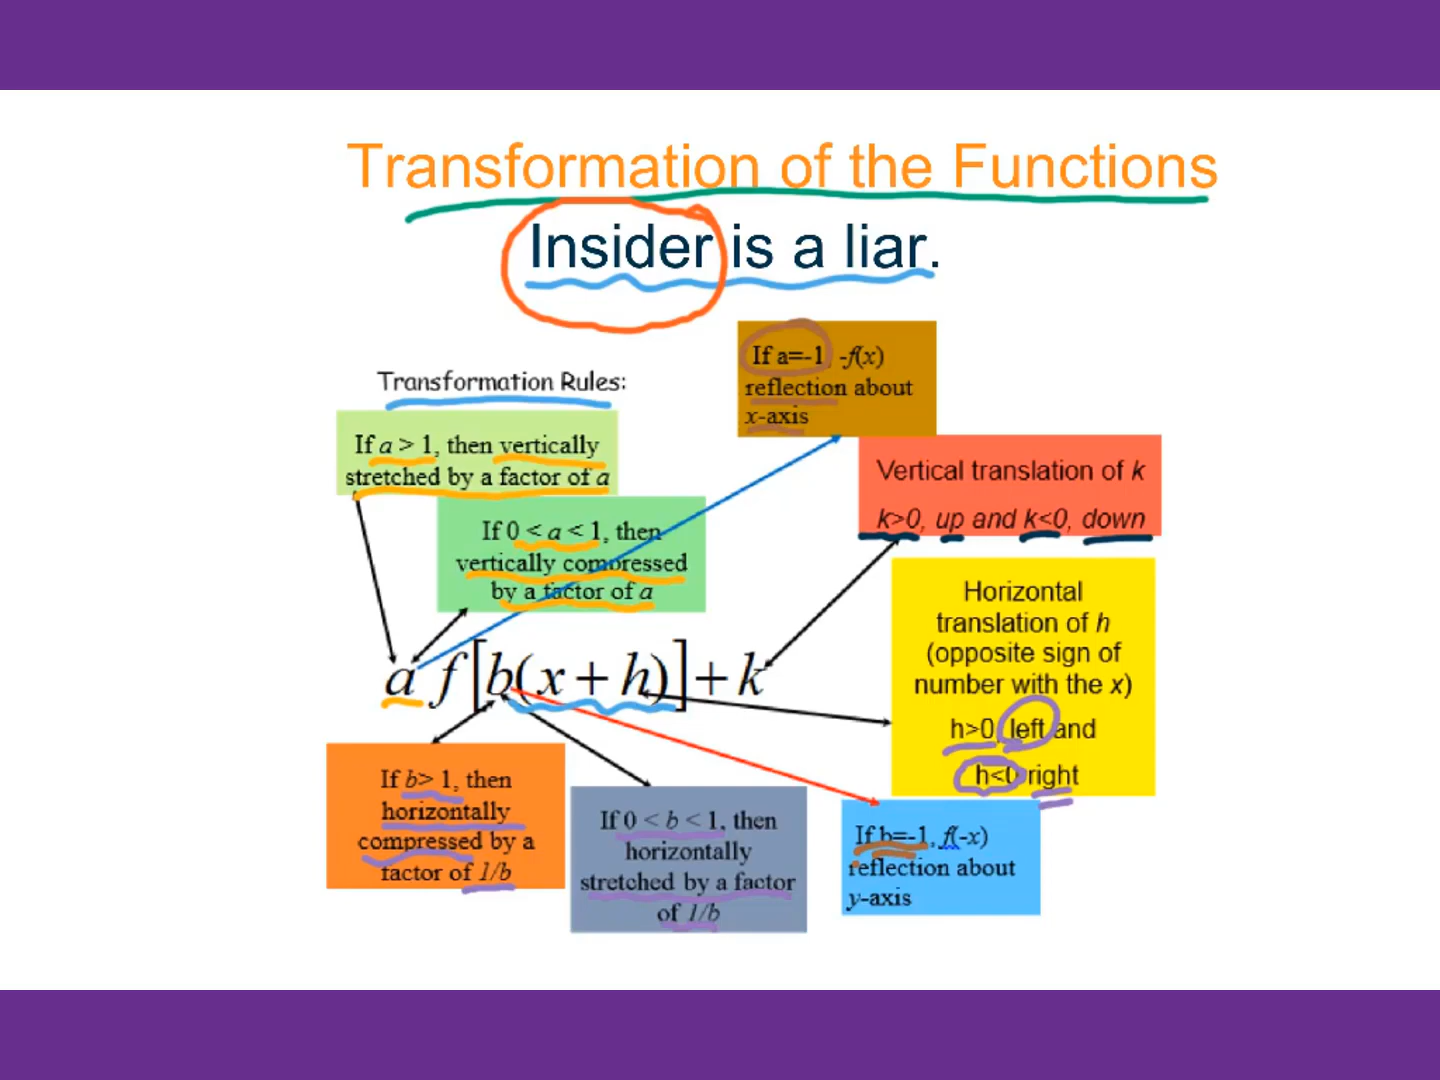 Transformation of the Functions
Insider is a liar.
If a=-1, -f(x)
reflection about
x-axis
Transformation Rules:
If a > 1, then vertically
stretched by a factor of a
Vertical translation of k
k>0, up and k<0, down
If 0 < a < 1, then
vertically compressed
by a factor of a
Horizontal
translation of h
(opposite sign of
number with the x)
h>0, left and
h<0 right
a f[b(x+h)]+k
If b> 1, then
horizontally
compressed by a
factor of 1/b
If 0 < b < 1, then
horizontally
stretched by a factor
of 1/b
If b=-1, f(-x)
reflection about
y-axis